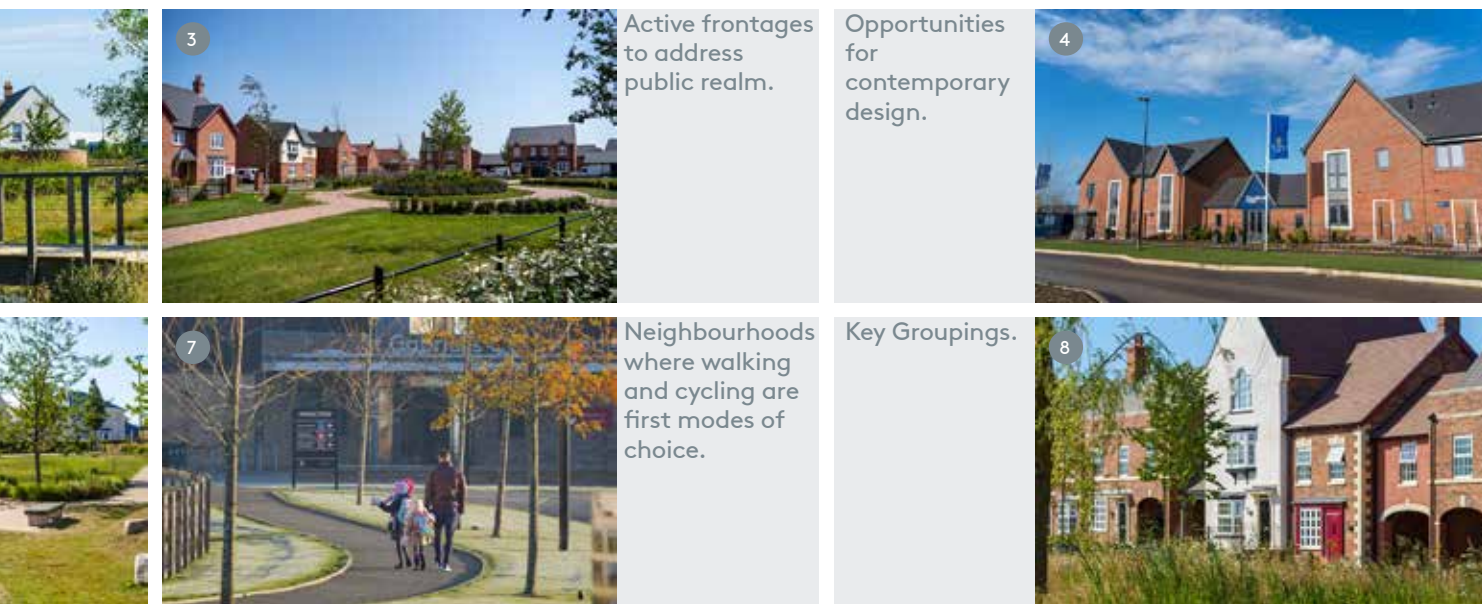 3
Active frontages
to address
public realm.
Opportunities
for
contemporary
design.
4
7
Neighbourhoods
where walking
and cycling are
first modes of
choice.
Key Groupings.
8